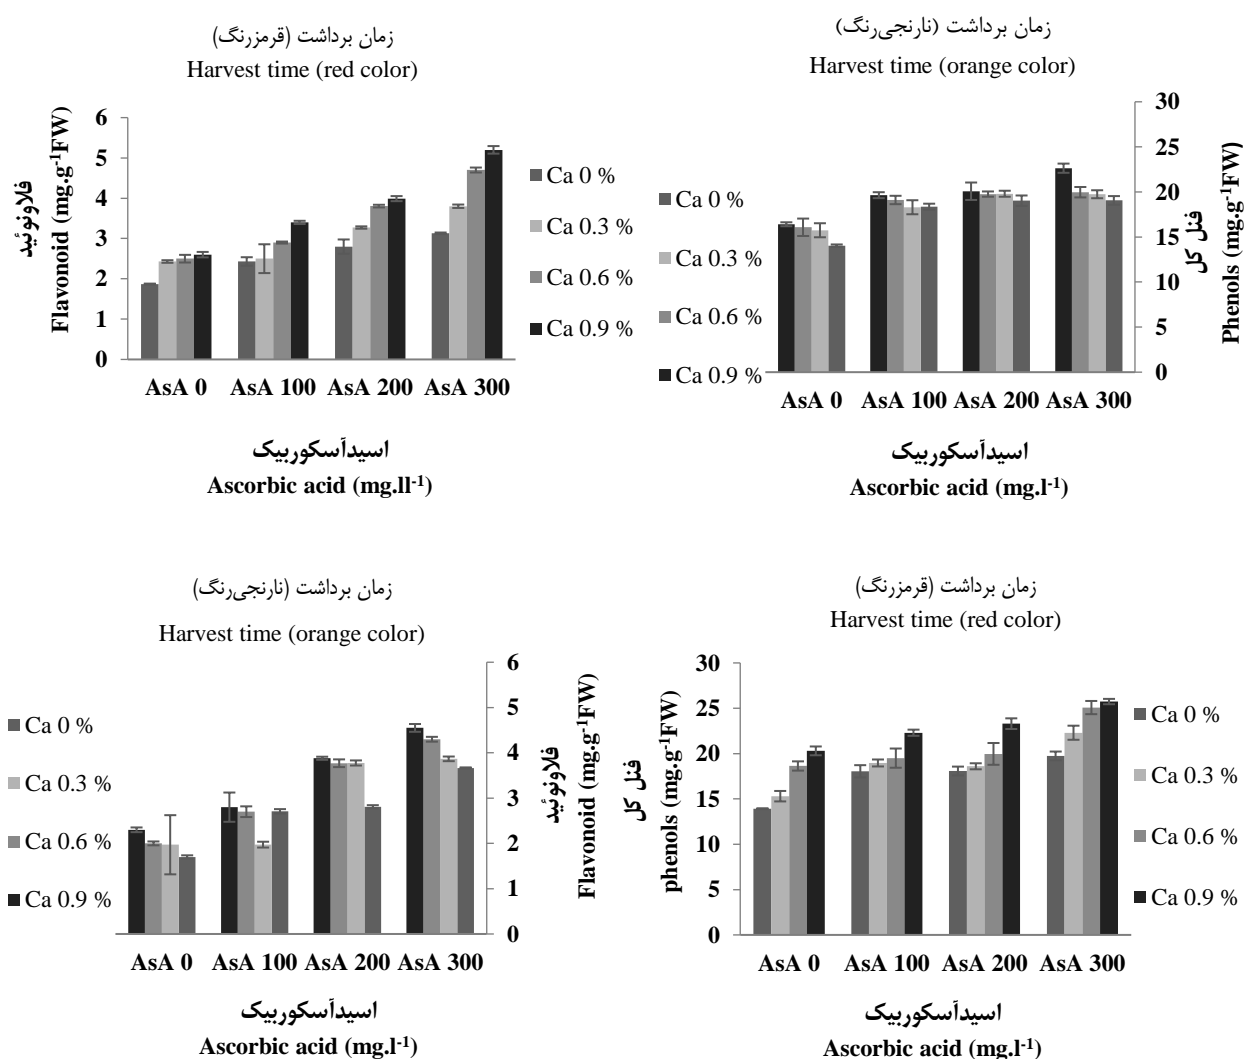 زمان برداشت (قرمزرنگ)
Harvest time (red color)
فلاونوئید
Flavonoid (mg.g-1FW)
6
5
4
3
2
1
0
AsA 0 AsA 100 AsA 200 AsA 300
Ca 0 %
Ca 0.3 %
Ca 0.6 %
Ca 0.9 %
اسیدآسکوربیک
Ascorbic acid (mg.ll-1)
زمان برداشت (نارنجی‌رنگ)
Harvest time (orange color)
Ca 0 %
Ca 0.3 %
Ca 0.6 %
Ca 0.9 %
30
25
20
15
10
5
0
فنل کل
Phenols (mg.g-1FW)
AsA 0 AsA 100 AsA 200 AsA 300
اسیدآسکوربیک
Ascorbic acid (mg.l-1)
زمان برداشت (نارنجی‌رنگ)
Harvest time (orange color)
Ca 0 %
Ca 0.3 %
Ca 0.6 %
Ca 0.9 %
6
5
4
3
2
1
0
فلاونوئید
Flavonoid (mg.g-1FW)
AsA 0 AsA 100 AsA 200 AsA 300
اسیدآسکوربیک
Ascorbic acid (mg.l-1)
زمان برداشت (قرمزرنگ)
Harvest time (red color)
فنل کل
phenols (mg.g-1FW)
30
25
20
15
10
5
0
AsA 0 AsA 100 AsA 200 AsA 300
Ca 0 %
Ca 0.3 %
Ca 0.6 %
Ca 0.9 %
اسیدآسکوربیک
Ascorbic acid (mg.l-1)